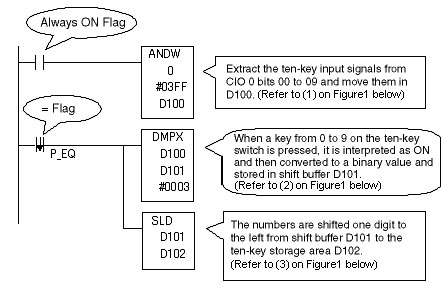 Always ON Flag
ANDW
0
#03FF
D100
Extract the ten-key input signals from
CIO 0 bits 00 to 09 and move them in
D100. (Refer to (1) on Figure1 below)
= Flag
P_EQ
DMPX
D100
D101
#0003
When a key from 0 to 9 on the ten-key
switch is pressed, it is interpreted as ON
and then converted to a binary value and
stored in shift buffer D101.
(Refer to (2) on Figure1 below)
SLD
D101
D102
The numbers are shifted one digit to
the left from shift buffer D101 to the
ten-key storage area D102.
(Refer to (3) on Figure1 below)